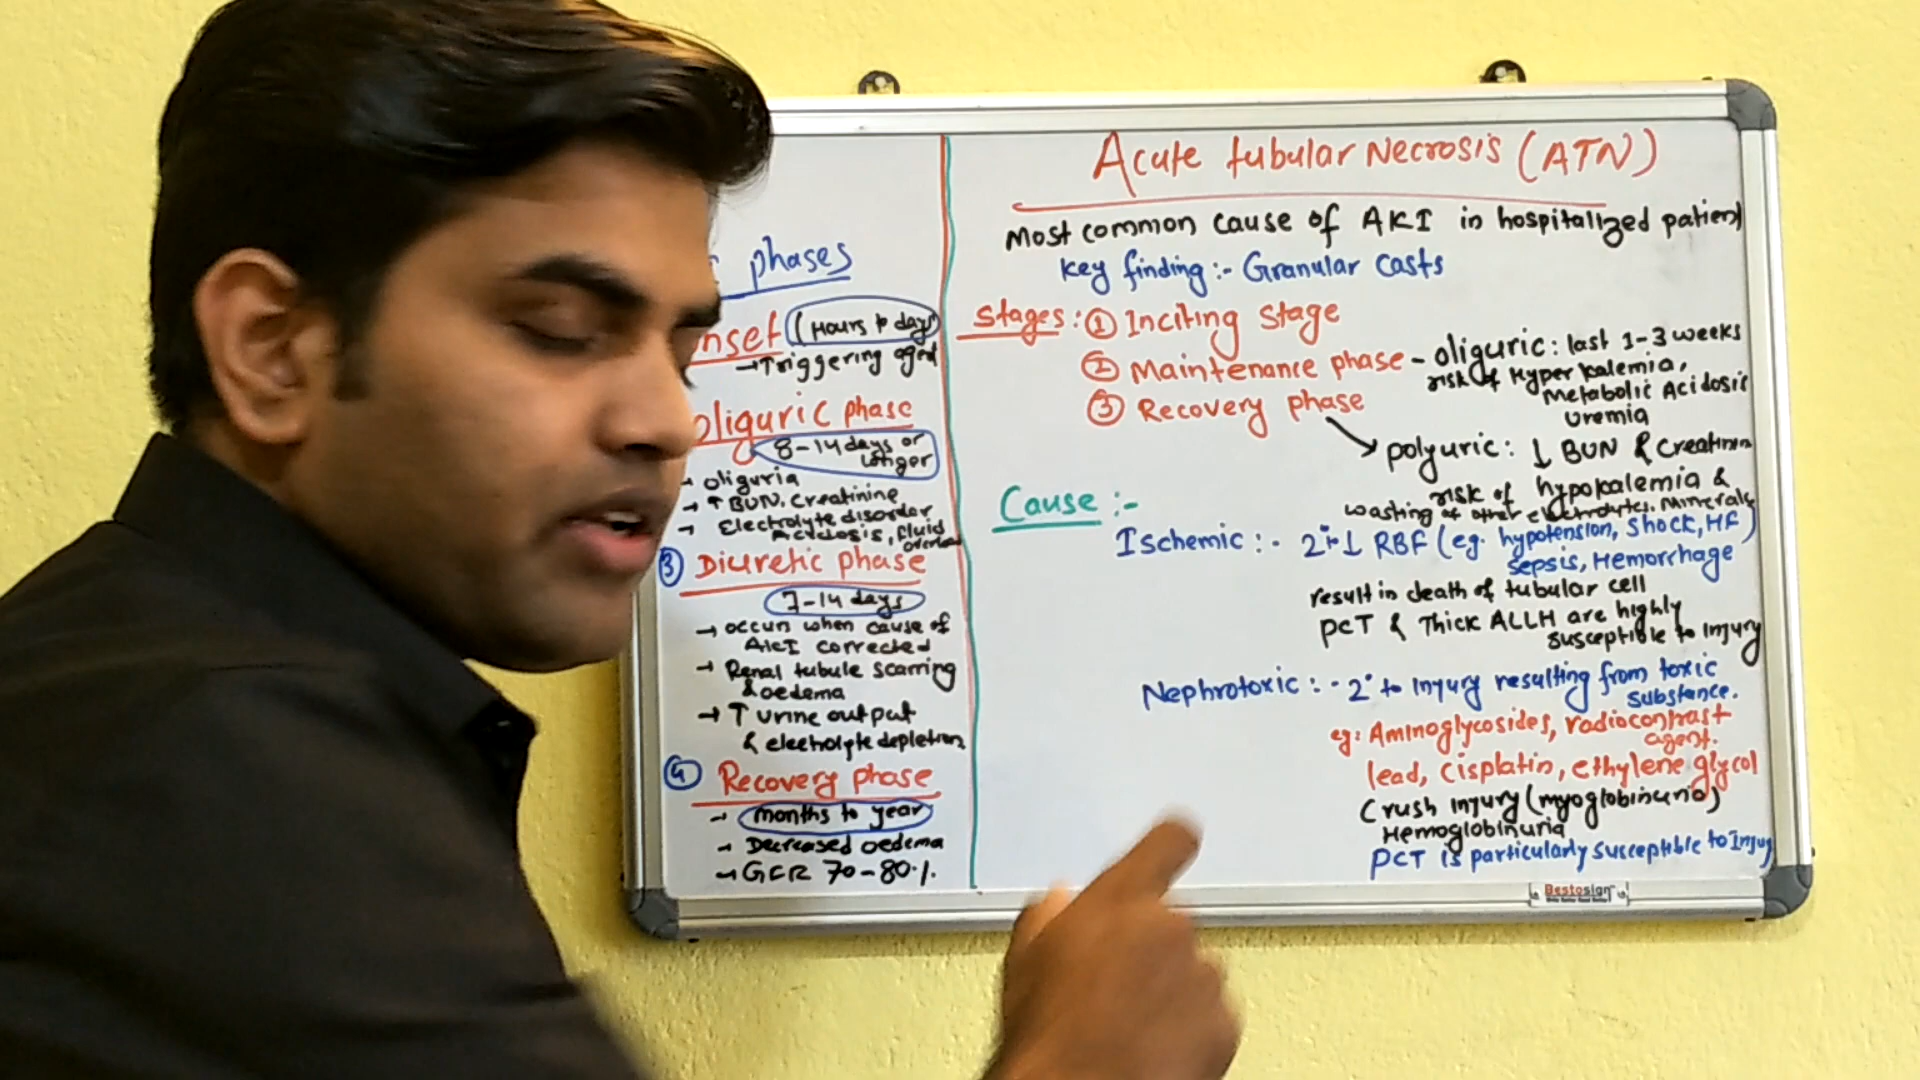 phases
nset (Hours to days)
→Triggering agent
oliguric phase
8-14 days or
longer
- oliguria
→ ↑ BUN, creatinine
→ Electrolyte disorder
Acidosis, fluid
overload
③ Diuretic phase
7-14 days
→ occurs when cause of
AKI corrected
→ Renal tubule scarring
& oedema
→ ↑ urine output
& electrolyte depletion
④ Recovery phase
→ months to year
→ Decreased oedema
→ GFR 70-80%.
Acute tubular Necrosis (ATN)
Most common cause of AKI in hospitalized patient
Key finding :- Granular Casts
Stages : ① Inciting Stage
② Maintenance phase - oliguric : last 1-3 weeks
risk of Hyperkalemia,
Metabolic Acidosis
Uremia
③ Recovery phase
→ polyuric : ↓ BUN & creatinin
risk of hypokalemia &
wasting of other electrolytes, minerals
Cause :-
Ischemic :- 2° to ↓ RBF (eg. hypotension, shock, HF)
sepsis, Hemorrhage
result in death of tubular cell
PCT & Thick ALLH are highly
susceptible to injury
Nephrotoxic :- 2° to injury resulting from toxic
substance.
eg: Aminoglycosides, radiocontrast
agent.
lead, cisplatin, ethylene glycol
Crush injury (myoglobinuria)
Hemoglobinuria
PCT is particularly susceptible to Injuy
Bestosign